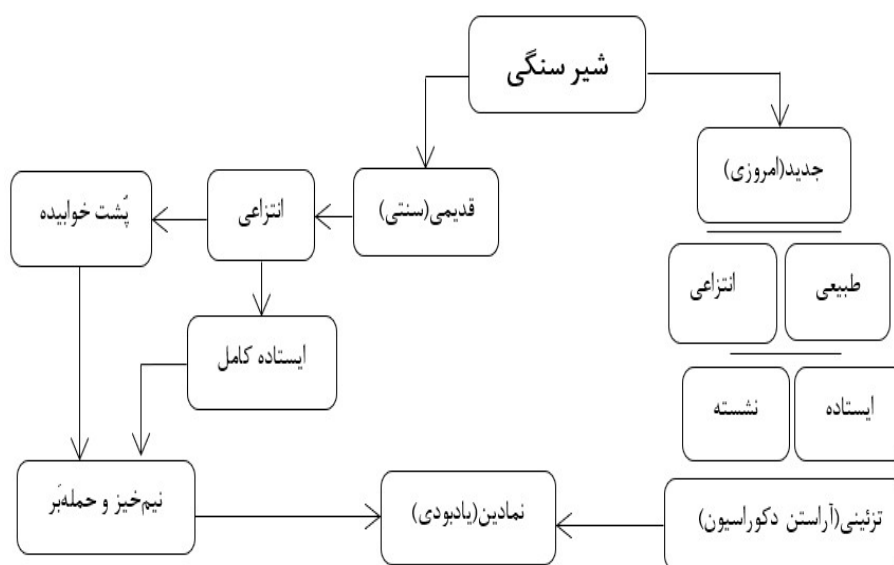 شیر سنگی
جدید(امروزی)
قدیمی(سنتی)
انتزاعی
پُشت خوابیده
طبیعی
انتزاعی
ایستاده کامل
ایستاده
نشسته
نیم‌خیز و حمله‌بَر
نمادین(یادبودی)
تزئینی(آراستن دکوراسیون)